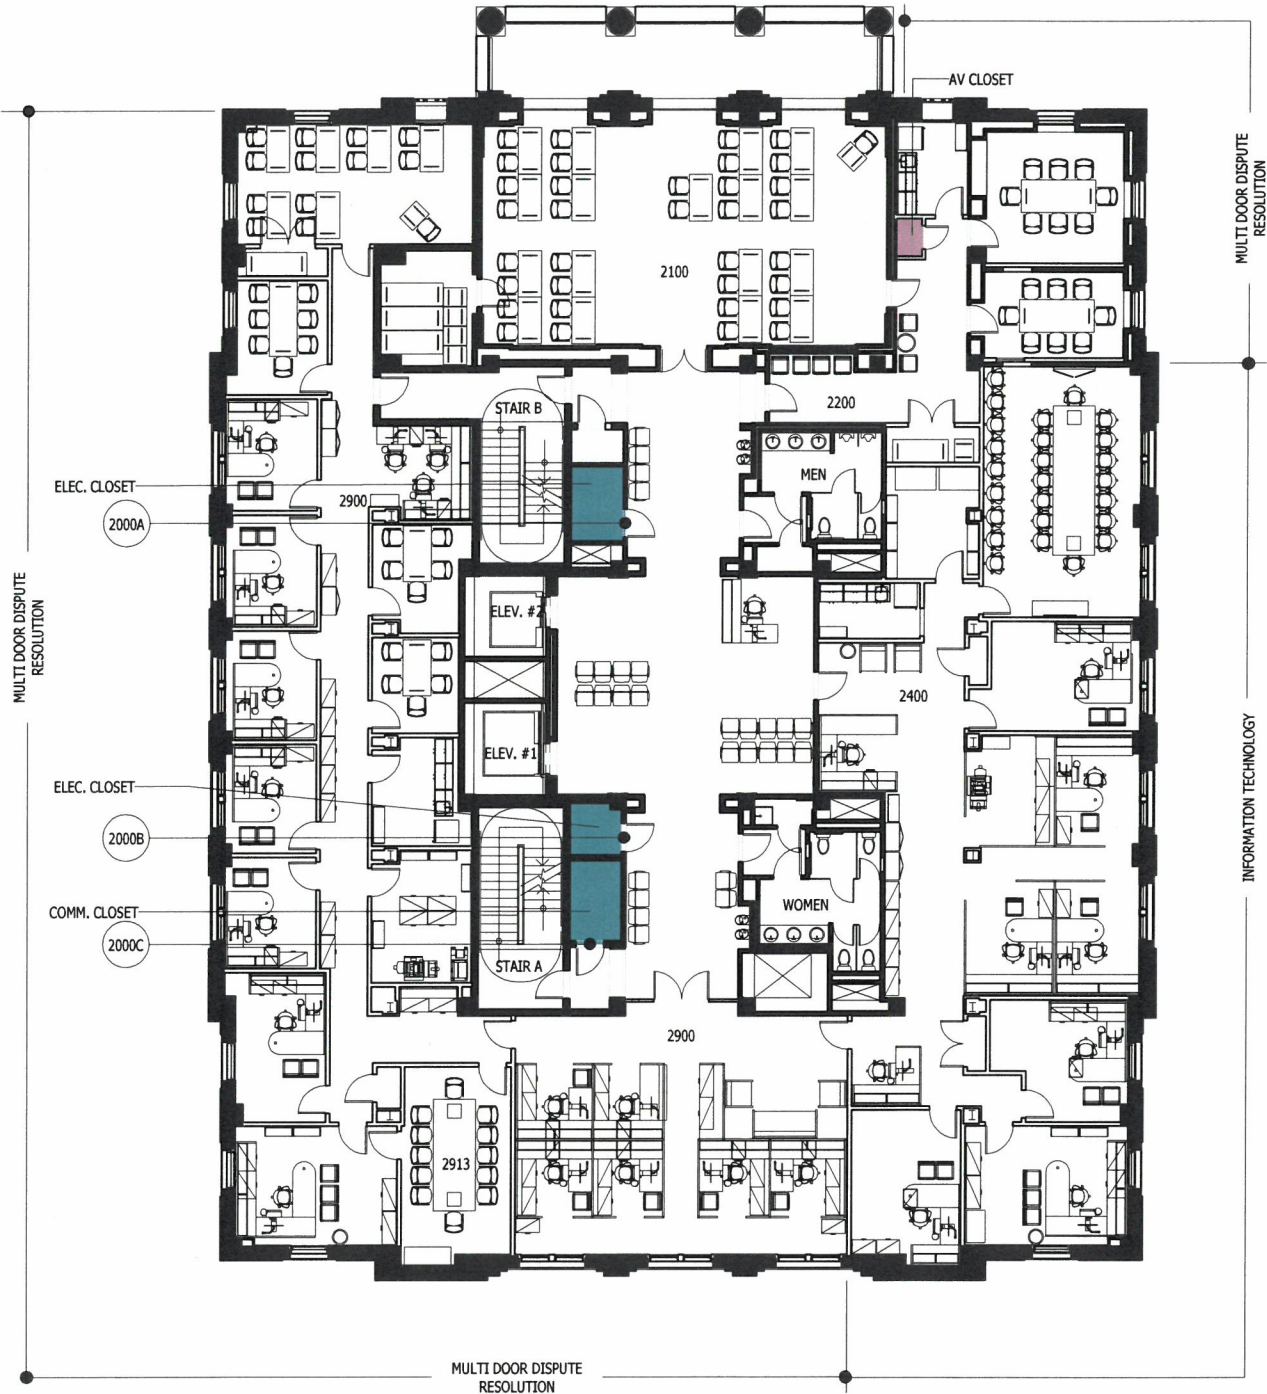 AV CLOSET
MULTI DOOR DISPUTE
RESOLUTION
2100
2200
STAIR B
MEN
ELEC. CLOSET
2000A
2900
MULTI DOOR DISPUTE
RESOLUTION
ELEV. #2
2400
ELEV. #1
INFORMATION TECHNOLOGY
ELEC. CLOSET
2000B
COMM. CLOSET
2000C
WOMEN
STAIR A
2900
2913
MULTI DOOR DISPUTE
RESOLUTION